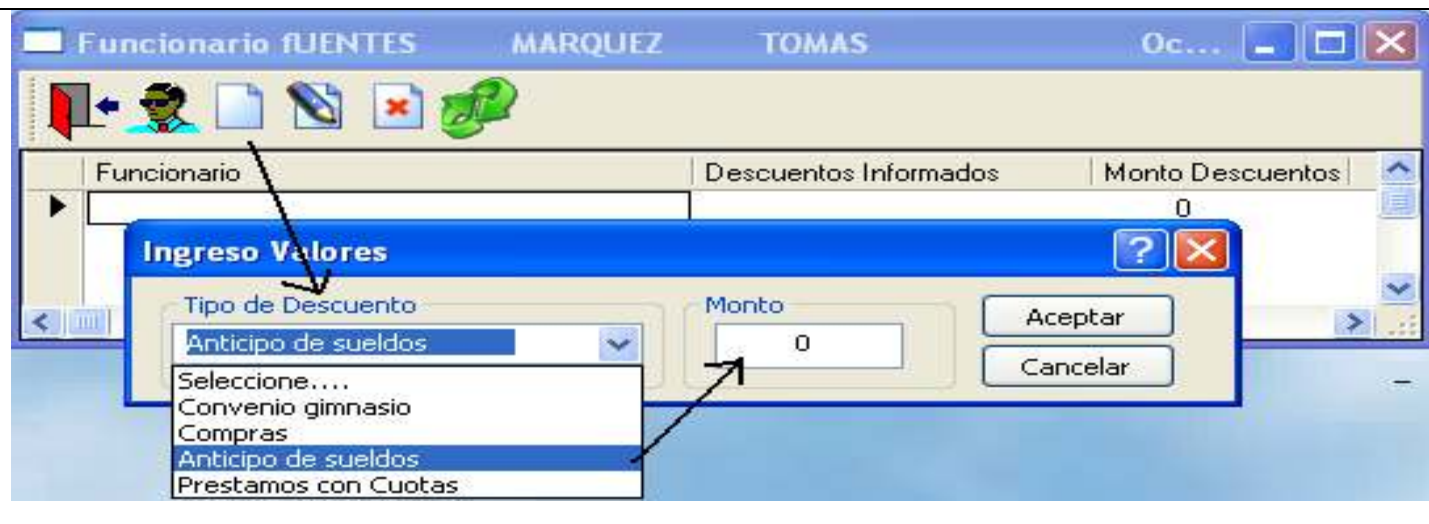 Funcionario fUENTES MARQUEZ TOMAS Oc...
Funcionario Descuentos Informados Monto Descuentos
0
Ingreso Valores
Tipo de Descuento Monto
Anticipo de sueldos 0 Aceptar
Cancelar
Seleccione....
Convenio gimnasio
Compras
Anticipo de sueldos
Prestamos con Cuotas